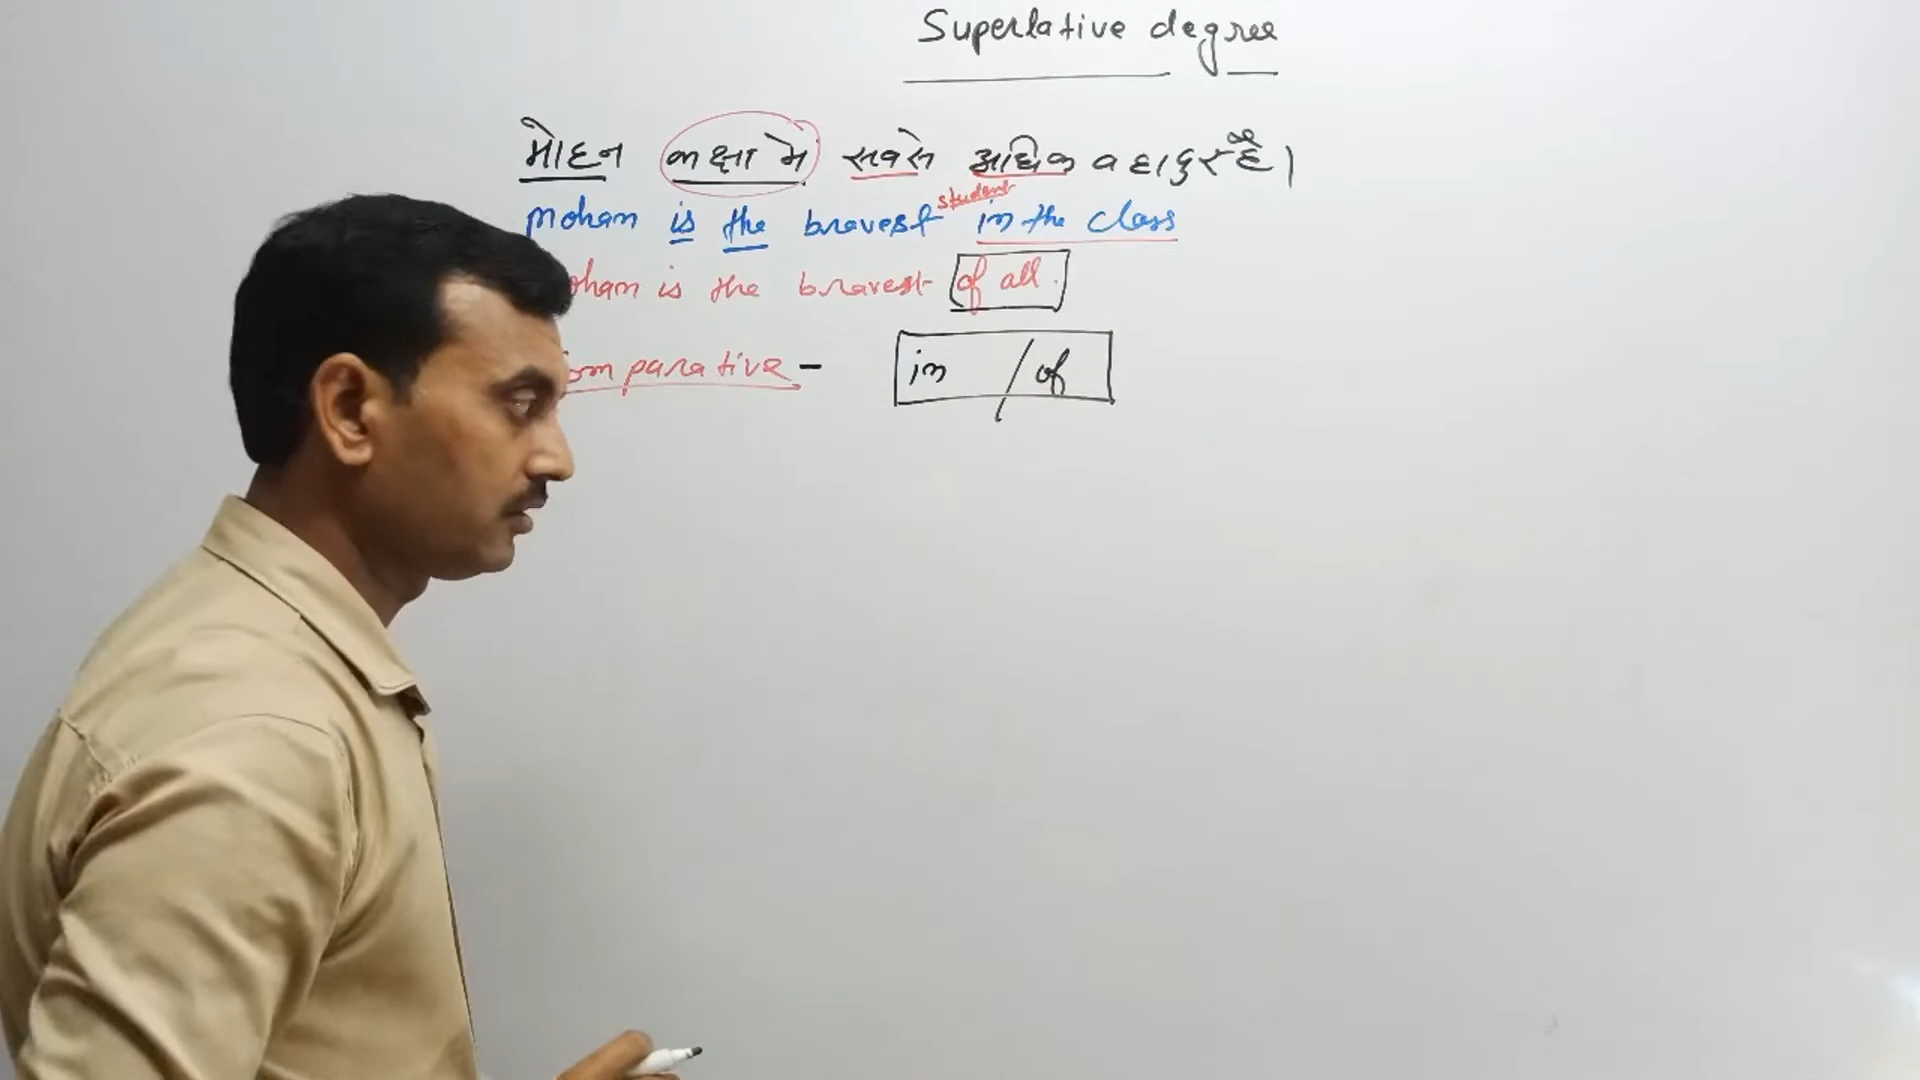 Superlative degree
मोहन कक्षा में सबसे अधिक बहादुर है।
student
Mohan is the bravest in the class
oham is the bravest of all.
omparative - in / of